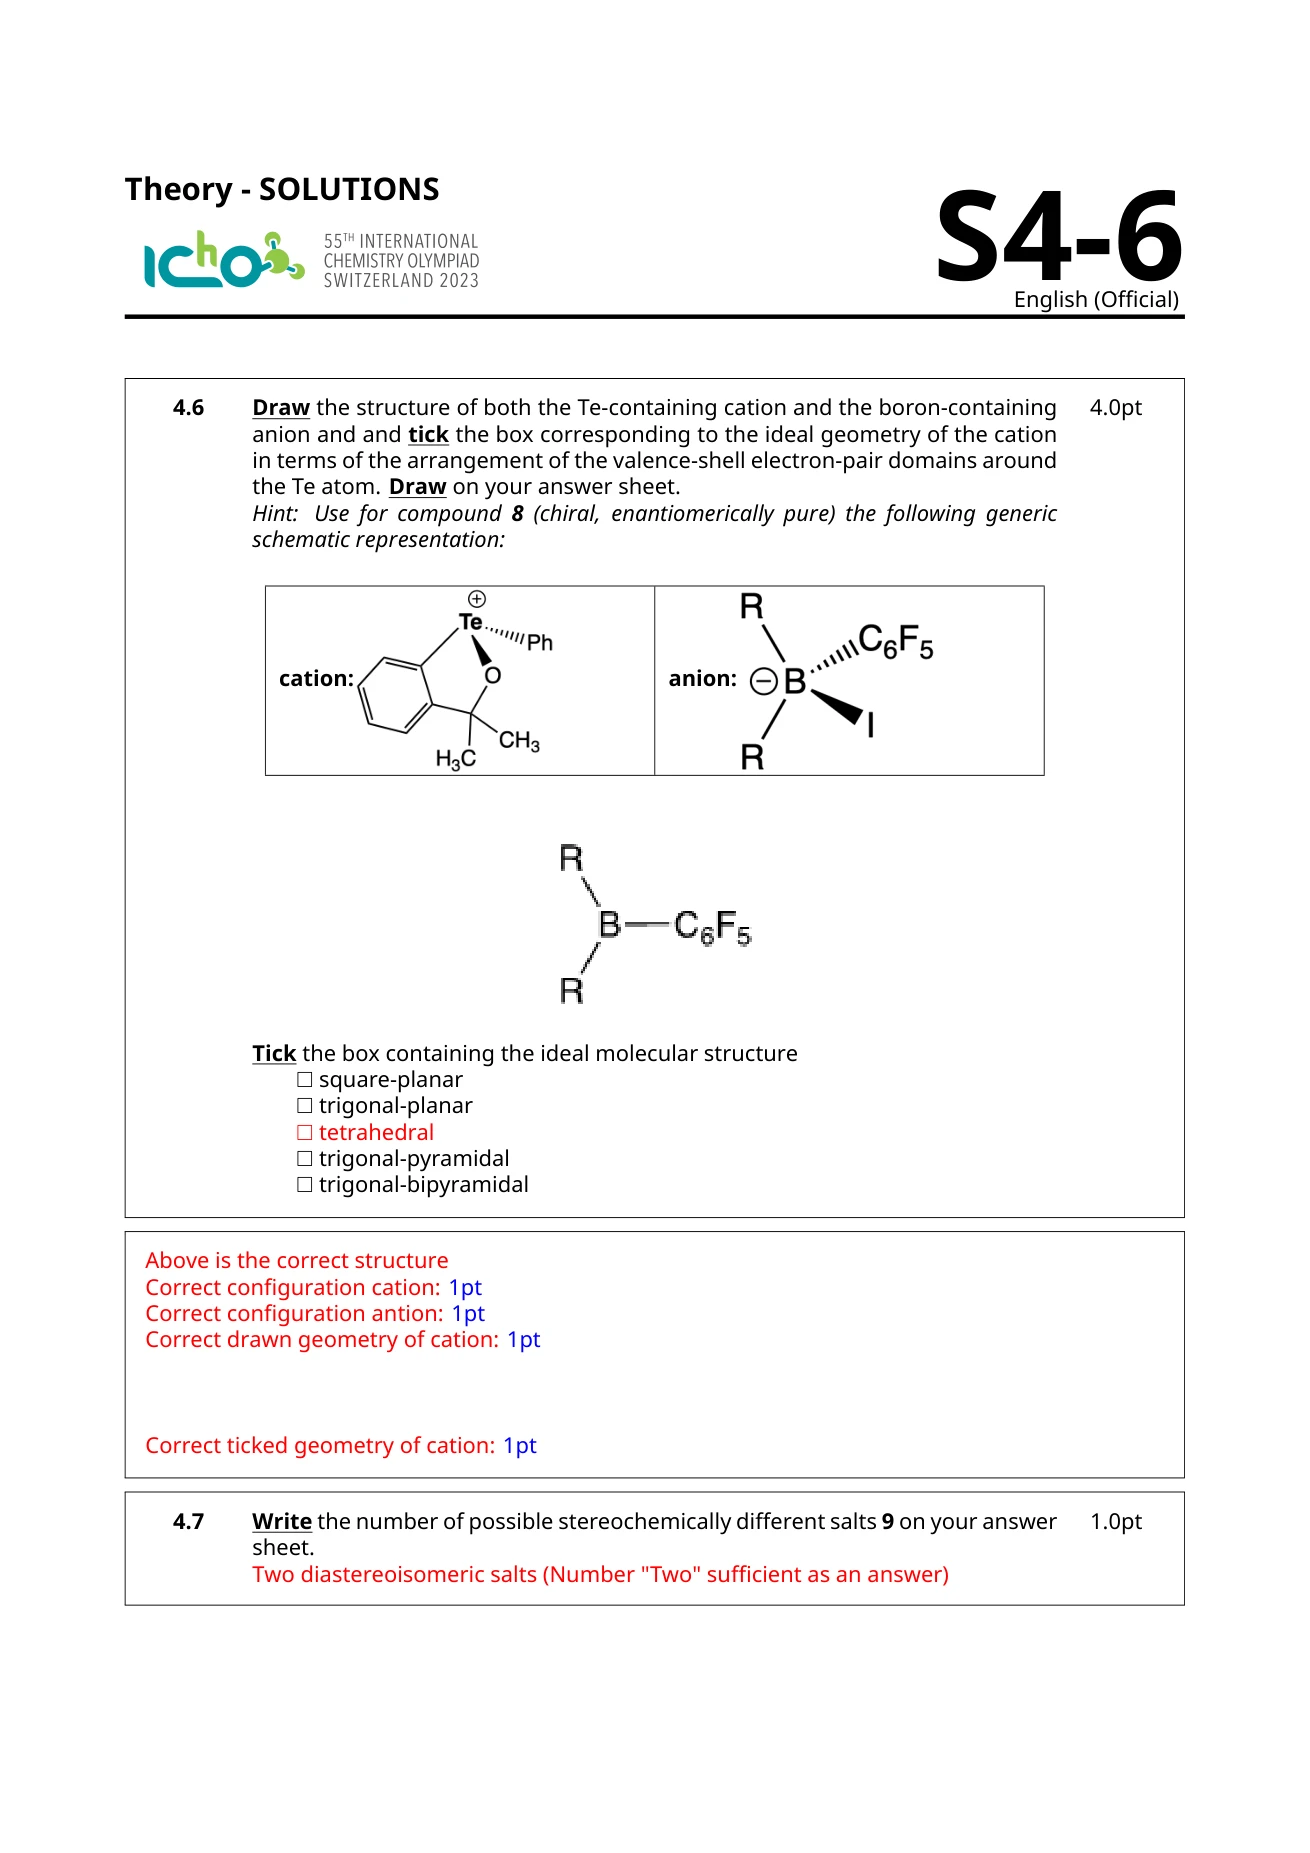 Theory - SOLUTIONS
S4-6
IChO
55TH INTERNATIONAL
CHEMISTRY OLYMPIAD
SWITZERLAND 2023
English (Official)
4.6 Draw the structure of both the Te-containing cation and the boron-containing 4.0pt
anion and and tick the box corresponding to the ideal geometry of the cation
in terms of the arrangement of the valence-shell electron-pair domains around
the Te atom. Draw on your answer sheet.
Hint: Use for compound 8 (chiral, enantiomerically pure) the following generic
schematic representation:
cation:
⊕
Te
Ph
O
CH3
H3C
anion:
R
C6F5
⊖ B
I
R
R
B C6F5
R
Tick the box containing the ideal molecular structure
☐ square-planar
☐ trigonal-planar
☐ tetrahedral
☐ trigonal-pyramidal
☐ trigonal-bipyramidal
Above is the correct structure
Correct configuration cation: 1pt
Correct configuration antion: 1pt
Correct drawn geometry of cation: 1pt
Correct ticked geometry of cation: 1pt
4.7 Write the number of possible stereochemically different salts 9 on your answer 1.0pt
sheet.
Two diastereoisomeric salts (Number "Two" sufficient as an answer)